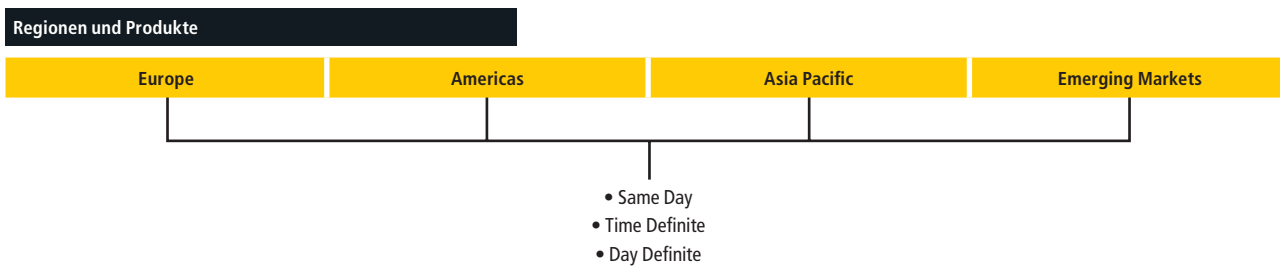 Regionen und Produkte
Europe
Americas
Asia Pacific
Emerging Markets
• Same Day
• Time Definite
• Day Definite